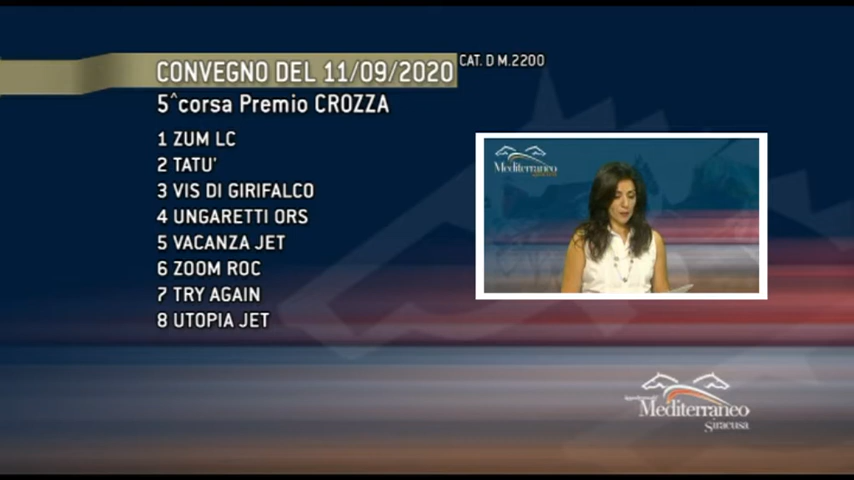 CONVEGNO DEL 11/09/2020
CAT. D M.2200
5^corsa Premio CROZZA
1 ZUM LC
2 TATU'
3 VIS DI GIRIFALCO
4 UNGARETTI ORS
5 VACANZA JET
6 ZOOM ROC
7 TRY AGAIN
8 UTOPIA JET
Mediterraneo
Siracusa
Mediterraneo
Siracusa